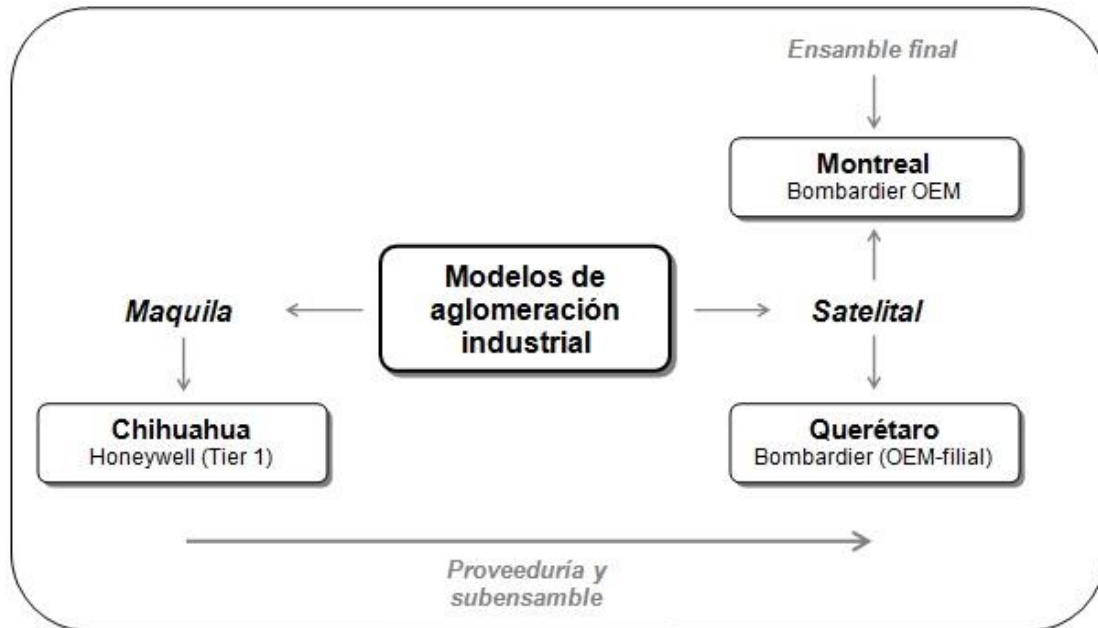 Ensamble final
Montreal
Bombardier OEM
Modelos de
aglomeración
industrial
Maquila
Satelital
Chihuahua
Honeywell (Tier 1)
Querétaro
Bombardier (OEM-filial)
Proveeduría y
subensamble